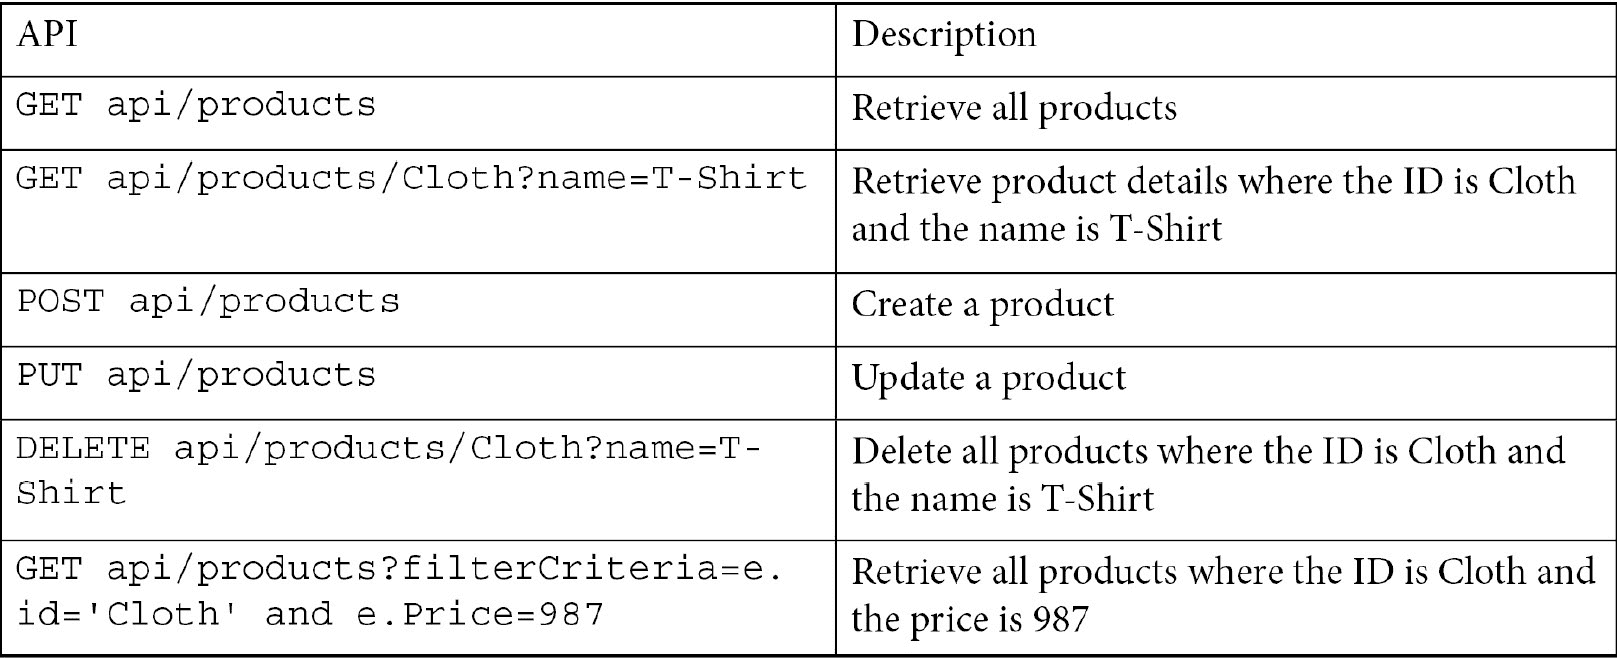 API
Description
GET api/products
Retrieve all products
GET api/products/Cloth?name=T-Shirt
Retrieve product details where the ID is Cloth
and the name is T-Shirt
POST api/products
Create a product
PUT api/products
Update a product
DELETE api/products/Cloth?name=T-
Shirt
Delete all products where the ID is Cloth and
the name is T-Shirt
GET api/products?filterCriteria=e.
id='Cloth' and e.Price=987
Retrieve all products where the ID is Cloth and
the price is 987